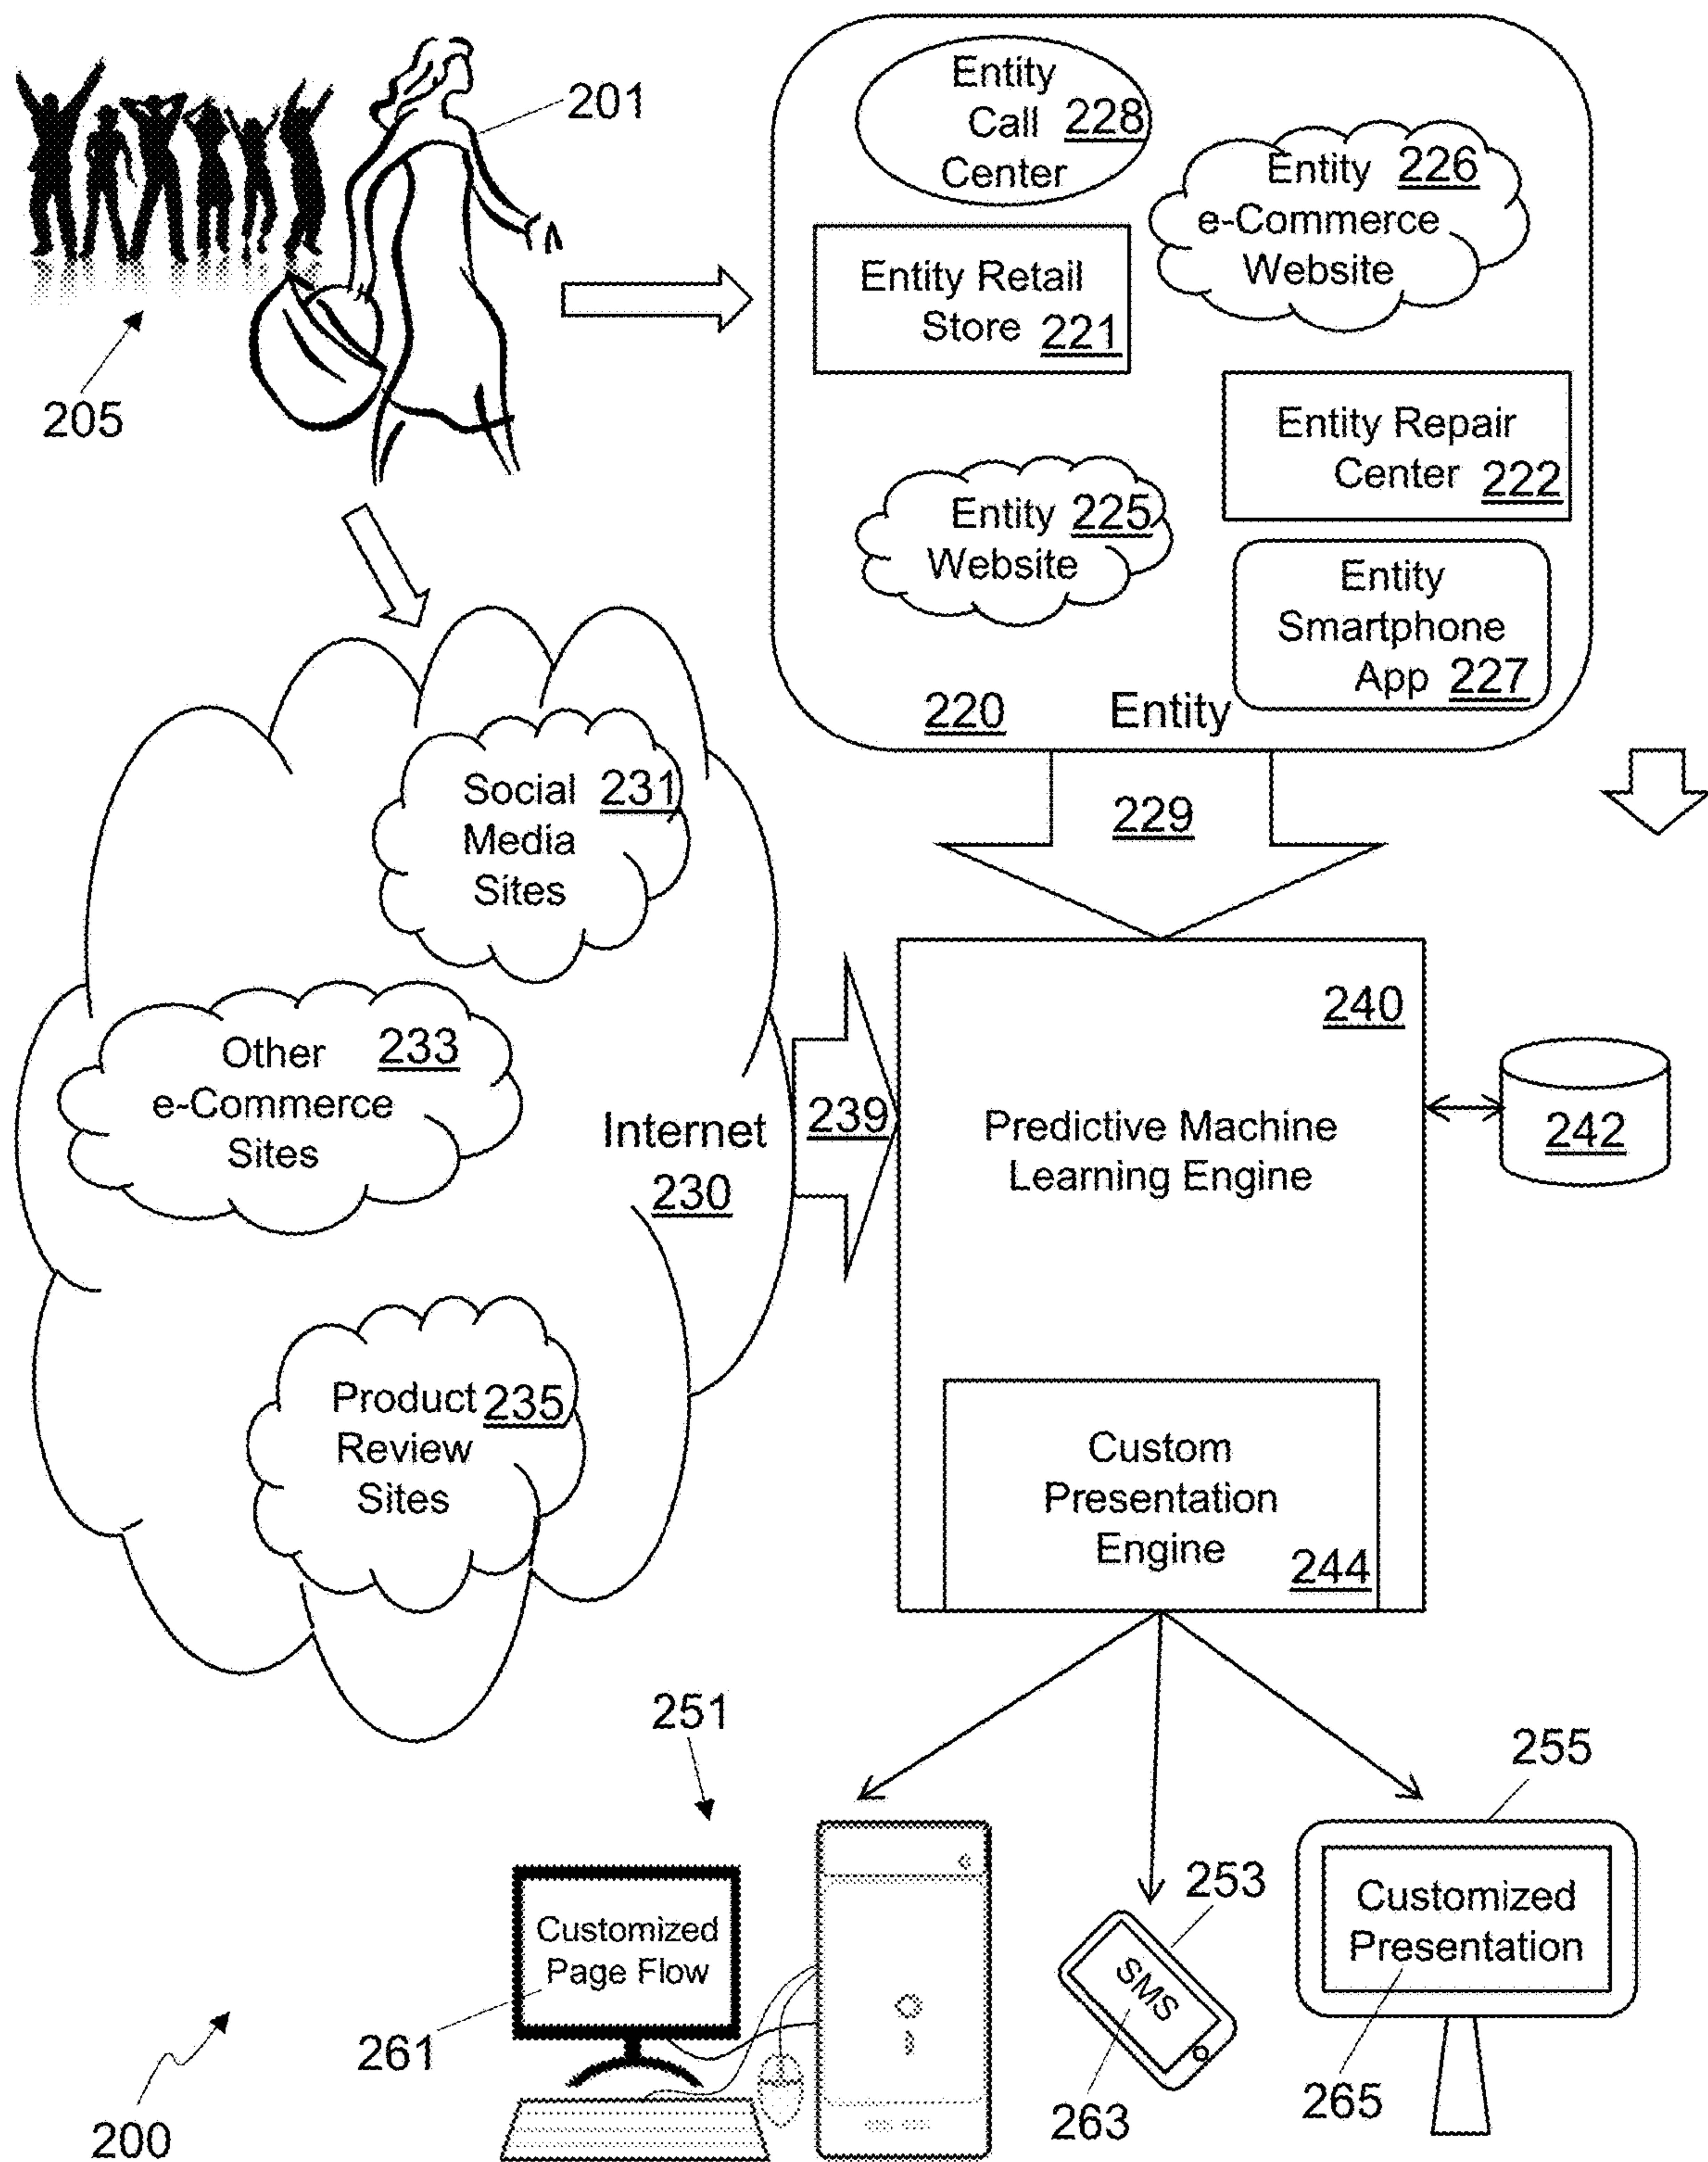 201
205
Entity
Call 228
Center
Entity 226
e-Commerce
Website
Entity Retail
Store 221
Entity Repair
Center 222
Entity 225
Website
Entity
Smartphone
App 227
220 Entity
229
Social 231
Media
Sites
Other 233
e-Commerce
Sites
Internet
230
Product 235
Review
Sites
239
240
Predictive Machine
Learning Engine
242
Custom
Presentation
Engine
244
251
Customized
Page Flow
261
253
SMS
263
255
Customized
Presentation
265
200